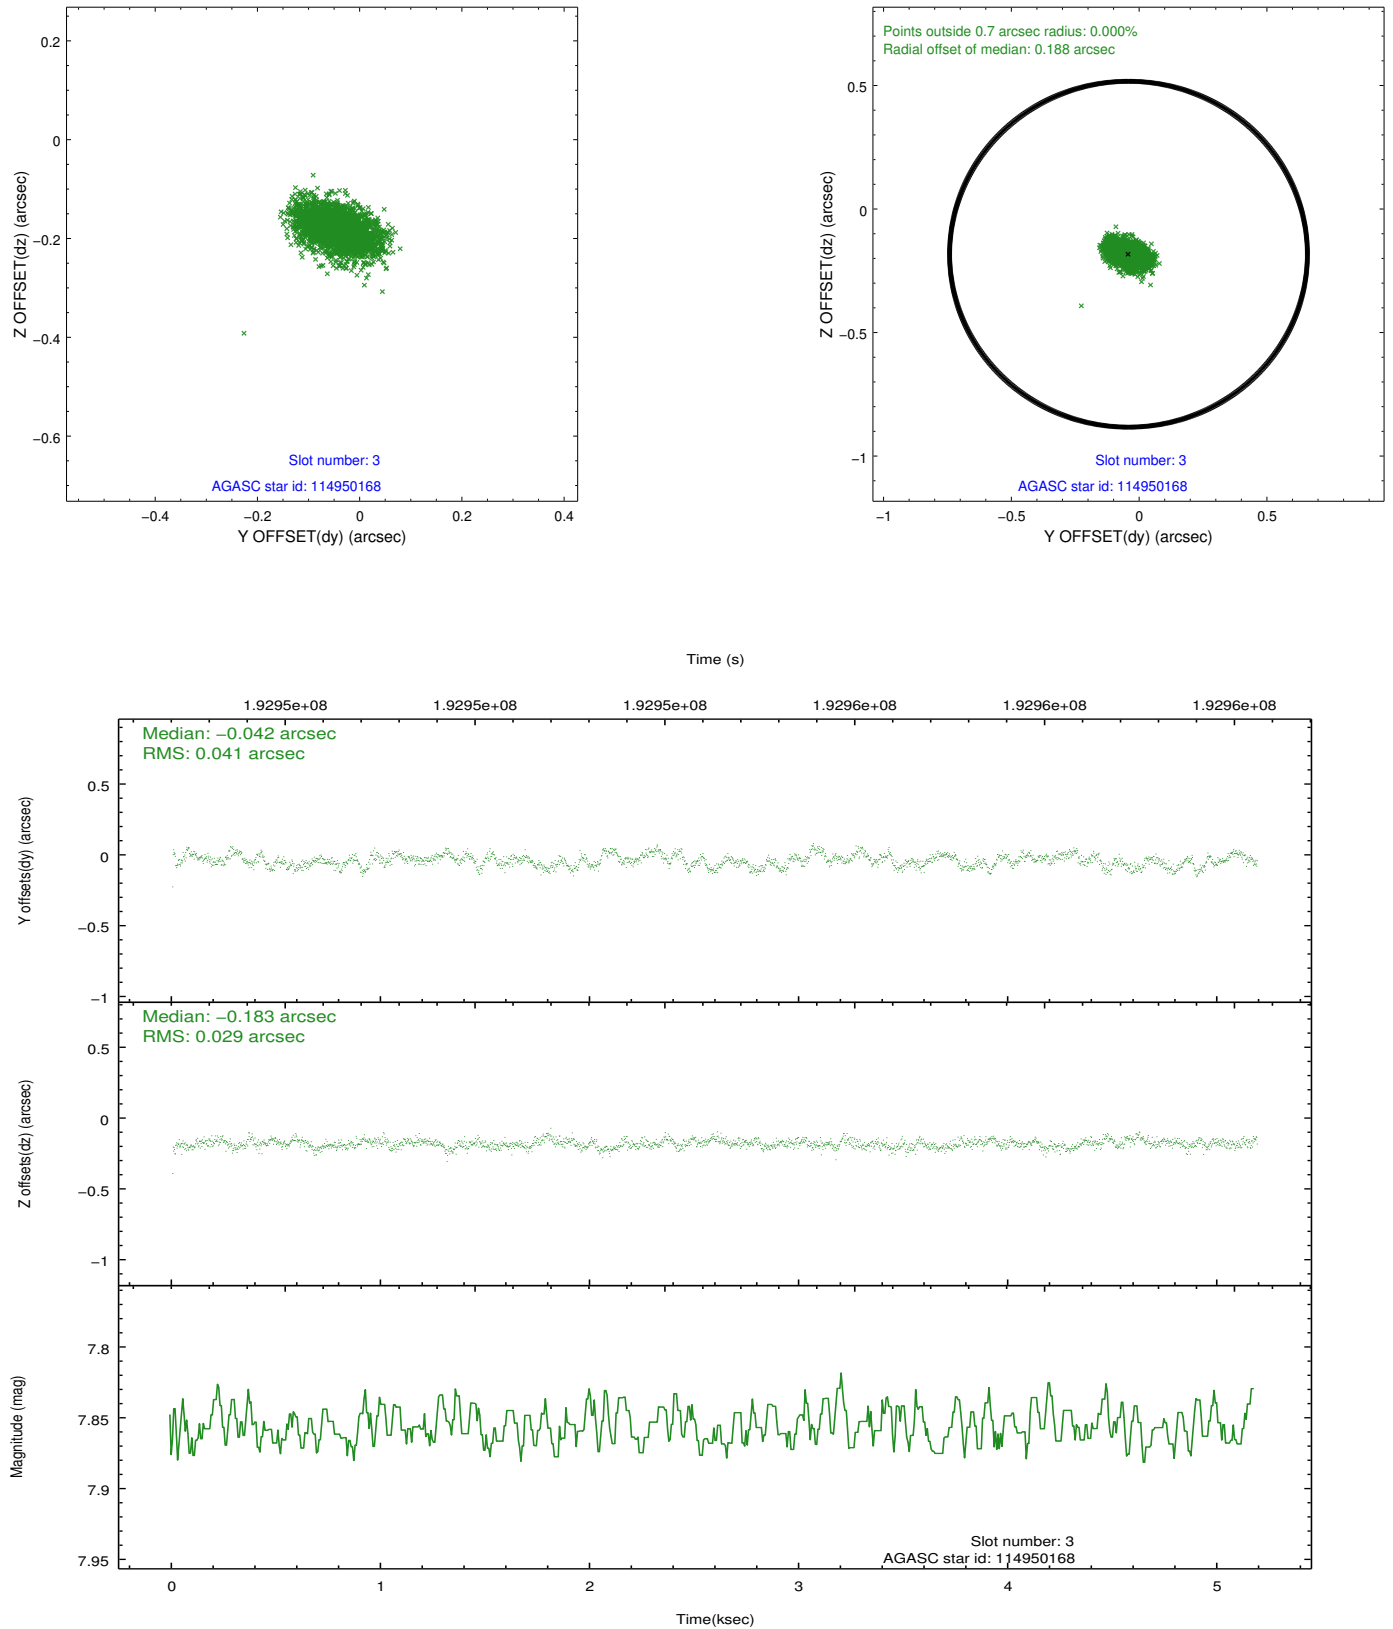 0.2
0
−0.2
−0.4
−0.6
Z OFFSET(dz) (arcsec)
Slot number: 3
AGASC star id: 114950168
−0.4 −0.2 0 0.2 0.4
Y OFFSET(dy) (arcsec)
Points outside 0.7 arcsec radius: 0.000%
Radial offset of median: 0.188 arcsec
0.5
0
−0.5
−1
Z OFFSET(dz) (arcsec)
Slot number: 3
AGASC star id: 114950168
−1 −0.5 0 0.5
Y OFFSET(dy) (arcsec)
Time (s)
1.9295e+08 1.9295e+08 1.9295e+08 1.9296e+08 1.9296e+08 1.9296e+08
Median: −0.042 arcsec
RMS: 0.041 arcsec
0.5
0
−0.5
−1
Y offsets(dy) (arcsec)
Median: −0.183 arcsec
RMS: 0.029 arcsec
0.5
0
−0.5
−1
Z offsets(dz) (arcsec)
7.8
7.85
7.9
7.95
Magnitude (mag)
Slot number: 3
AGASC star id: 114950168
0 1 2 3 4 5
Time(ksec)